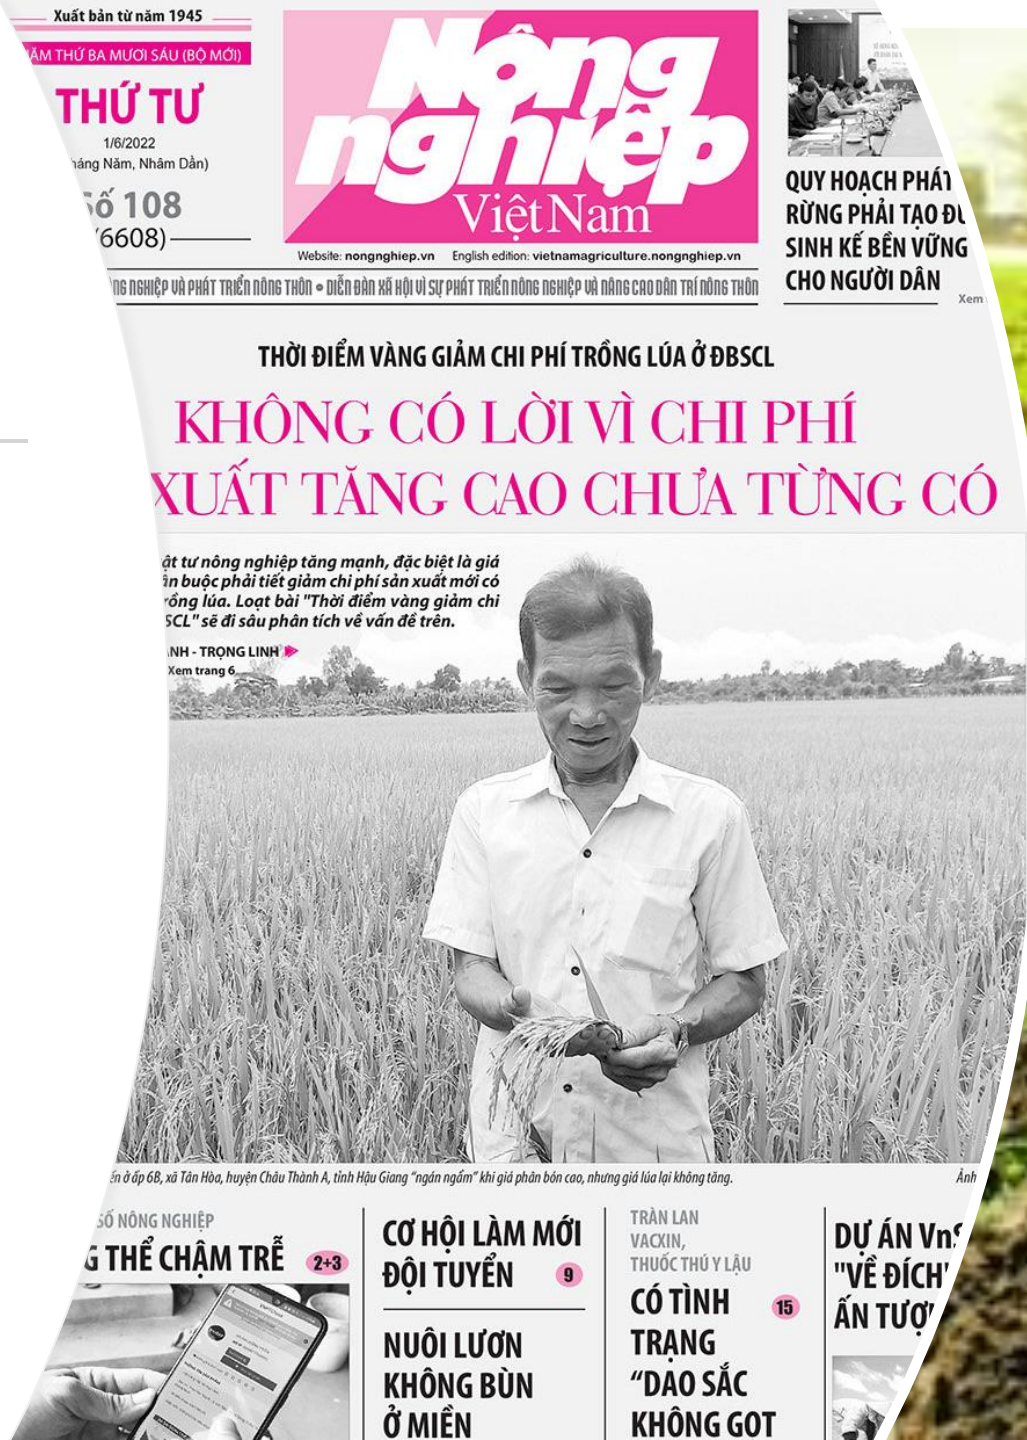 Xuất bản từ năm 1945
NĂM THỨ BA MƯƠI SÁU (BỘ MỚI)
THỨ TƯ
1/6/2022
háng Năm, Nhâm Dần)
Số 108
(6608)
Nông
nghiệp
Việt Nam
Website: nongnghiep.vn English edition: vietnamagriculture.nongnghiep.vn
NG NGHIỆP VÀ PHÁT TRIỂN NÔNG THÔN • DIỄN ĐÀN XÃ HỘI VÌ SỰ PHÁT TRIỂN NÔNG NGHIỆP VÀ NÂNG CAO DÂN TRÍ NÔNG THÔN
QUY HOẠCH PHÁT
RỪNG PHẢI TẠO ĐƯ
SINH KẾ BỀN VỮNG
CHO NGƯỜI DÂN
Xem
THỜI ĐIỂM VÀNG GIẢM CHI PHÍ TRỒNG LÚA Ở ĐBSCL
KHÔNG CÓ LỜI VÌ CHI PHÍ
XUẤT TĂNG CAO CHƯA TỪNG CÓ
ật tư nông nghiệp tăng mạnh, đặc biệt là giá
ân buộc phải tiết giảm chi phí sản xuất mới có
rồng lúa. Loạt bài "Thời điểm vàng giảm chi
SCL" sẽ đi sâu phân tích về vấn đề trên.
ANH - TRỌNG LINH
Xem trang 6
ến ở ấp 6B, xã Tân Hòa, huyện Châu Thành A, tỉnh Hậu Giang “ngán ngẩm” khi giá phân bón cao, nhưng giá lúa lại không tăng.
Ảnh
SỐ NÔNG NGHIỆP
G THỂ CHẬM TRỄ 2+3
CƠ HỘI LÀM MỚI
ĐỘI TUYỂN 9
NUÔI LƯƠN
KHÔNG BÙN
Ở MIỀN
TRÀN LAN
VACXIN,
THUỐC THÚ Y LẬU
CÓ TÌNH 15
TRẠNG
“DAO SẮC
KHÔNG GỌT
DỰ ÁN VnS
"VỀ ĐÍCH"
ẤN TƯỢN